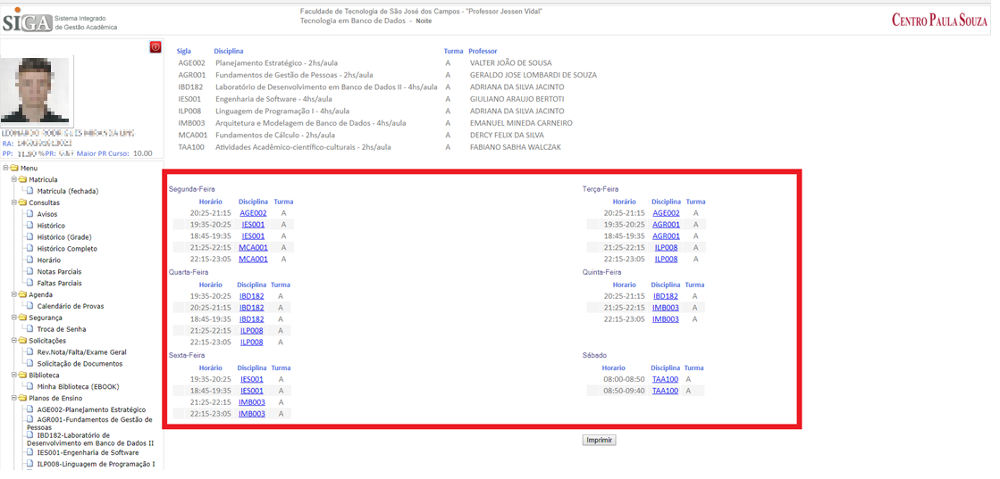 SIGA Sistema Integrado
de Gestão Acadêmica
Faculdade de Tecnologia de São José dos Campos - "Professor Jessen Vidal"
Tecnologia em Banco de Dados - Noite
CENTRO PAULA SOUZA
RA:
PP: %PR: Maior PR Curso: 10.00
Menu
Matricula
Matricula (fechada)
Consultas
Avisos
Histórico
Histórico (Grade)
Histórico Completo
Horário
Notas Parciais
Faltas Parciais
Agenda
Calendário de Provas
Segurança
Troca de Senha
Solicitações
Rev.Nota/Falta/Exame Geral
Solicitação de Documentos
Biblioteca
Minha Biblioteca (EBOOK)
Planos de Ensino
AGE002-Planejamento Estratégico
AGR001-Fundamentos de Gestão de
Pessoas
IBD182-Laboratório de
Desenvolvimento em Banco de Dados II
IES001-Engenharia de Software
ILP008-Linguagem de Programação I
Sigla Disciplina Turma Professor
AGE002 Planejamento Estratégico - 2hs/aula A VALTER JOÃO DE SOUSA
AGR001 Fundamentos de Gestão de Pessoas - 2hs/aula A GERALDO JOSE LOMBARDI DE SOUZA
IBD182 Laboratório de Desenvolvimento em Banco de Dados II - 4hs/aula A ADRIANA DA SILVA JACINTO
IES001 Engenharia de Software - 4hs/aula A GIULIANO ARAUJO BERTOTI
ILP008 Linguagem de Programação I - 4hs/aula A ADRIANA DA SILVA JACINTO
IMB003 Arquitetura e Modelagem de Banco de Dados - 4hs/aula A EMANUEL MINEDA CARNEIRO
MCA001 Fundamentos de Cálculo - 2hs/aula A DERCY FELIX DA SILVA
TAA100 Atividades Acadêmico-científico-culturais - 2hs/aula A FABIANO SABHA WALCZAK
Segunda-Feira
Horário Disciplina Turma
20:25-21:15 AGE002 A
19:35-20:25 IES001 A
18:45-19:35 IES001 A
21:25-22:15 MCA001 A
22:15-23:05 MCA001 A
Terça-Feira
Horário Disciplina Turma
20:25-21:15 AGE002 A
19:35-20:25 AGR001 A
18:45-19:35 AGR001 A
21:25-22:15 ILP008 A
22:15-23:05 ILP008 A
Quarta-Feira
Horário Disciplina Turma
19:35-20:25 IBD182 A
20:25-21:15 IBD182 A
18:45-19:35 IBD182 A
21:25-22:15 ILP008 A
22:15-23:05 ILP008 A
Quinta-Feira
Horario Disciplina Turma
20:25-21:15 IBD182 A
21:25-22:15 IMB003 A
22:15-23:05 IMB003 A
Sexta-Feira
Horário Disciplina Turma
19:35-20:25 IES001 A
18:45-19:35 IES001 A
21:25-22:15 IMB003 A
22:15-23:05 IMB003 A
Sábado
Horario Disciplina Turma
08:00-08:50 TAA100 A
08:50-09:40 TAA100 A
Imprimir